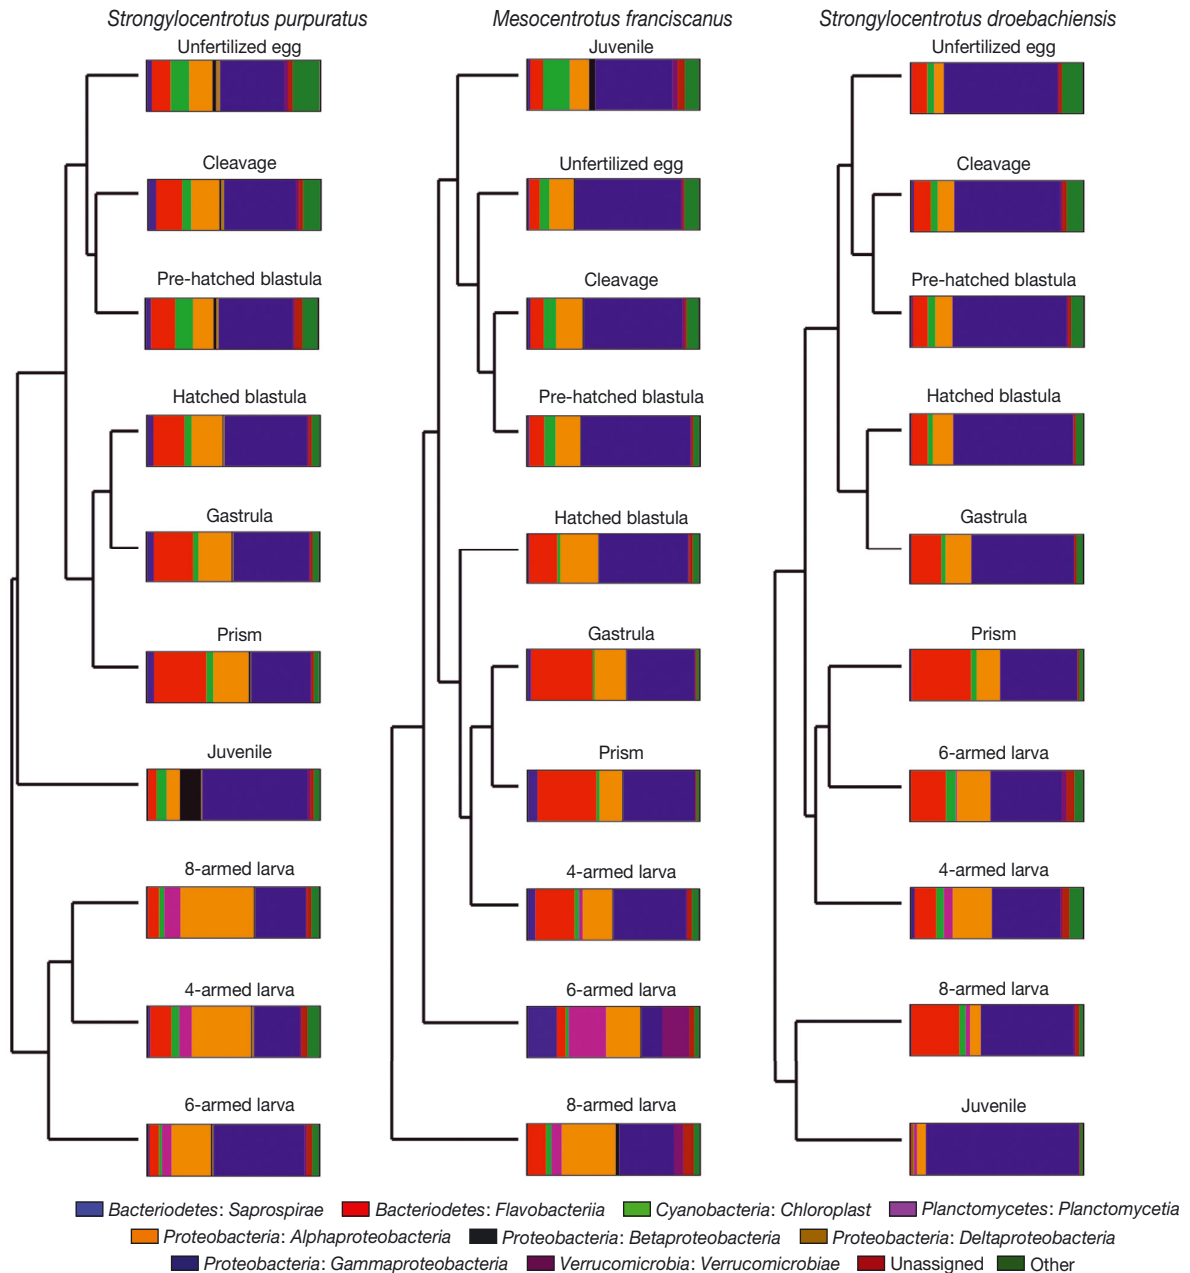 Strongylocentrotus purpuratus
Unfertilized egg
Cleavage
Pre-hatched blastula
Hatched blastula
Gastrula
Prism
Juvenile
8-armed larva
4-armed larva
6-armed larva
Mesocentrotus franciscanus
Juvenile
Unfertilized egg
Cleavage
Pre-hatched blastula
Hatched blastula
Gastrula
Prism
4-armed larva
6-armed larva
8-armed larva
Strongylocentrotus droebachiensis
Unfertilized egg
Cleavage
Pre-hatched blastula
Hatched blastula
Gastrula
Prism
6-armed larva
4-armed larva
8-armed larva
Juvenile
Bacteriodetes: Saprospirae Bacteriodetes: Flavobacteriia Cyanobacteria: Chloroplast Planctomycetes: Planctomycetia
Proteobacteria: Alphaproteobacteria Proteobacteria: Betaproteobacteria Proteobacteria: Deltaproteobacteria
Proteobacteria: Gammaproteobacteria Verrucomicrobia: Verrucomicrobiae Unassigned Other